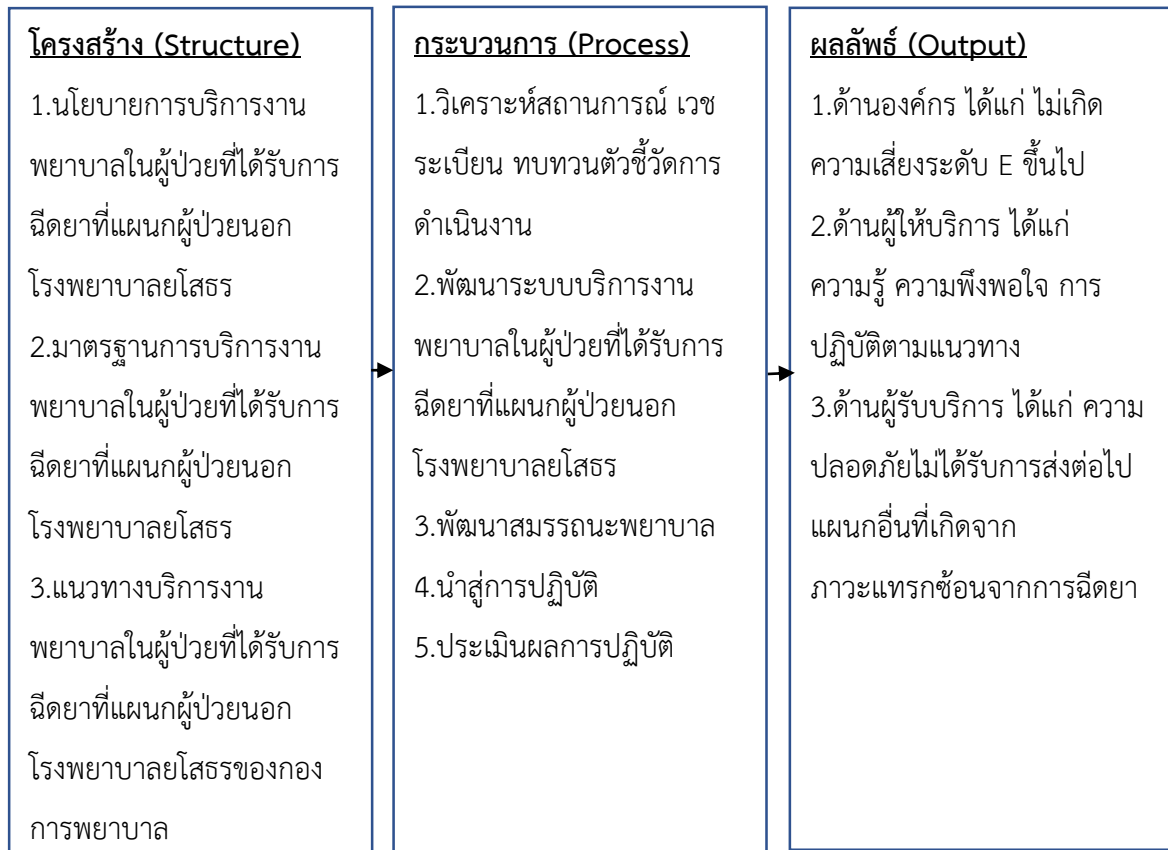 โครงสร้าง (Structure)
1.นโยบายการบริการงาน
พยาบาลในผู้ป่วยที่ได้รับการ
ฉีดยาที่แผนกผู้ป่วยนอก
โรงพยาบาลยโสธร
2.มาตรฐานการบริการงาน
พยาบาลในผู้ป่วยที่ได้รับการ
ฉีดยาที่แผนกผู้ป่วยนอก
โรงพยาบาลยโสธร
3.แนวทางบริการงาน
พยาบาลในผู้ป่วยที่ได้รับการ
ฉีดยาที่แผนกผู้ป่วยนอก
โรงพยาบาลยโสธรของกอง
การพยาบาล
กระบวนการ (Process)
1.วิเคราะห์สถานการณ์ เวช
ระเบียน ทบทวนตัวชี้วัดการ
ดำเนินงาน
2.พัฒนาระบบบริการงาน
พยาบาลในผู้ป่วยที่ได้รับการ
ฉีดยาที่แผนกผู้ป่วยนอก
โรงพยาบาลยโสธร
3.พัฒนาสมรรถนะพยาบาล
4.นำสู่การปฏิบัติ
5.ประเมินผลการปฏิบัติ
ผลลัพธ์ (Output)
1.ด้านองค์กร ได้แก่ ไม่เกิด
ความเสี่ยงระดับ E ขึ้นไป
2.ด้านผู้ให้บริการ ได้แก่
ความรู้ ความพึงพอใจ การ
ปฏิบัติตามแนวทาง
3.ด้านผู้รับบริการ ได้แก่ ความ
ปลอดภัยไม่ได้รับการส่งต่อไป
แผนกอื่นที่เกิดจาก
ภาวะแทรกซ้อนจากการฉีดยา